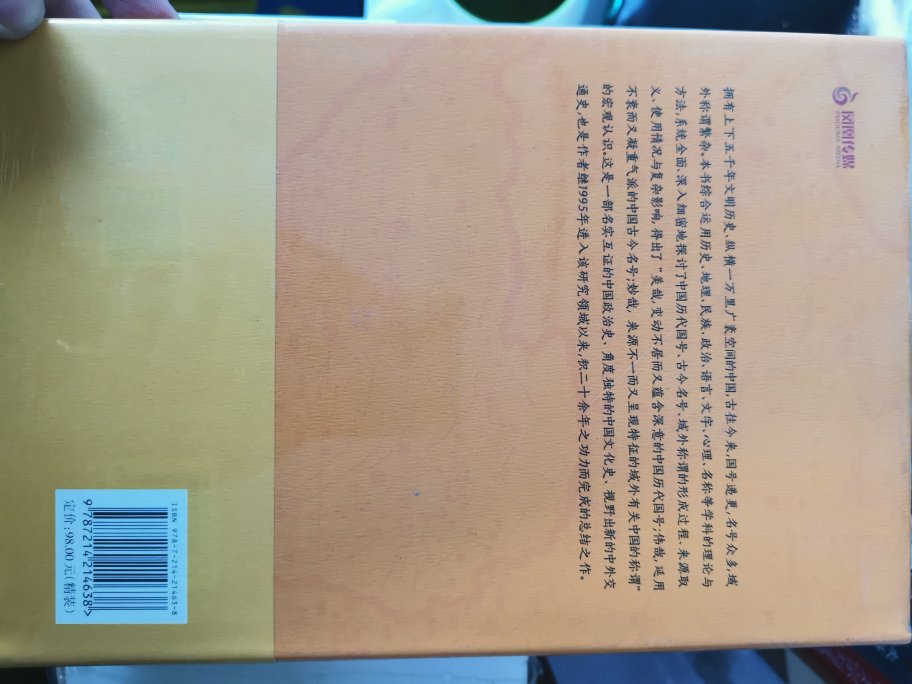 凤凰传媒
PHOENIX MEDIA
拥有上下五千年文明历史、纵横一万里广袤空间的中国,古往今来,国号递更,名号众多,域
外称谓繁杂。本书综合运用历史、地理、民族、政治、语言、文字、心理、名称等学科的理论与
方法,系统全面、深入细密地探讨了中国历代国号、古今名号、域外称谓的形成过程、来源取
义、使用情况与复杂影响,得出了“美哉,变动不居而又蕴含深意的中国历代国号;伟哉,延用
不衰而又凝重气派的中国古今名号;妙哉,来源不一而又呈现特征的域外有关中国的称谓”
的宏观认识。这是一部名实互证的中国政治史、角度独特的中国文化史、视野出新的中外交
通史,也是作者继1995年进入该研究领域以来,积二十余年之功力而完成的总结之作。
ISBN 978-7-214-21463-8
9 787214 214638>
定价:98.00元(精装)